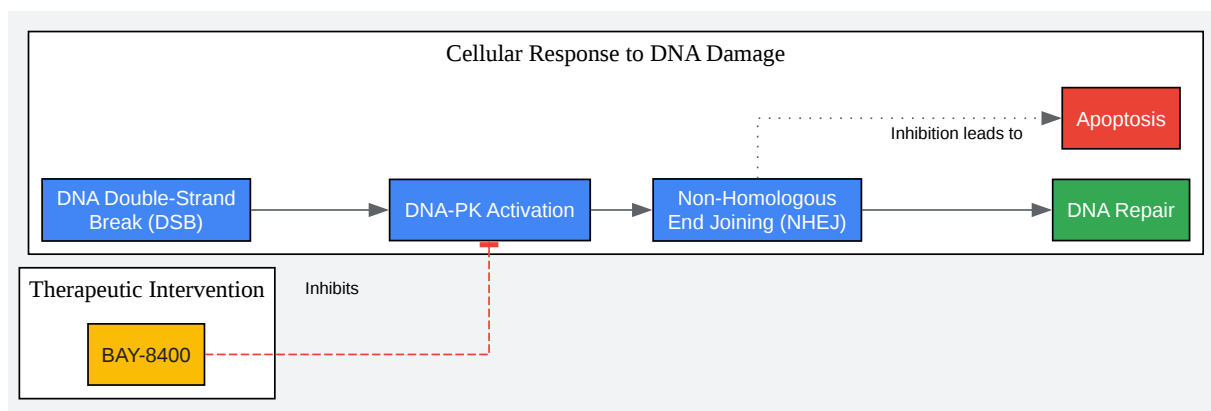 Cellular Response to DNA Damage
Apoptosis
Inhibition leads to
DNA Double-Strand
Break (DSB)
DNA-PK Activation
Non-Homologous
End Joining (NHEJ)
DNA Repair
Therapeutic Intervention
Inhibits
BAY-8400